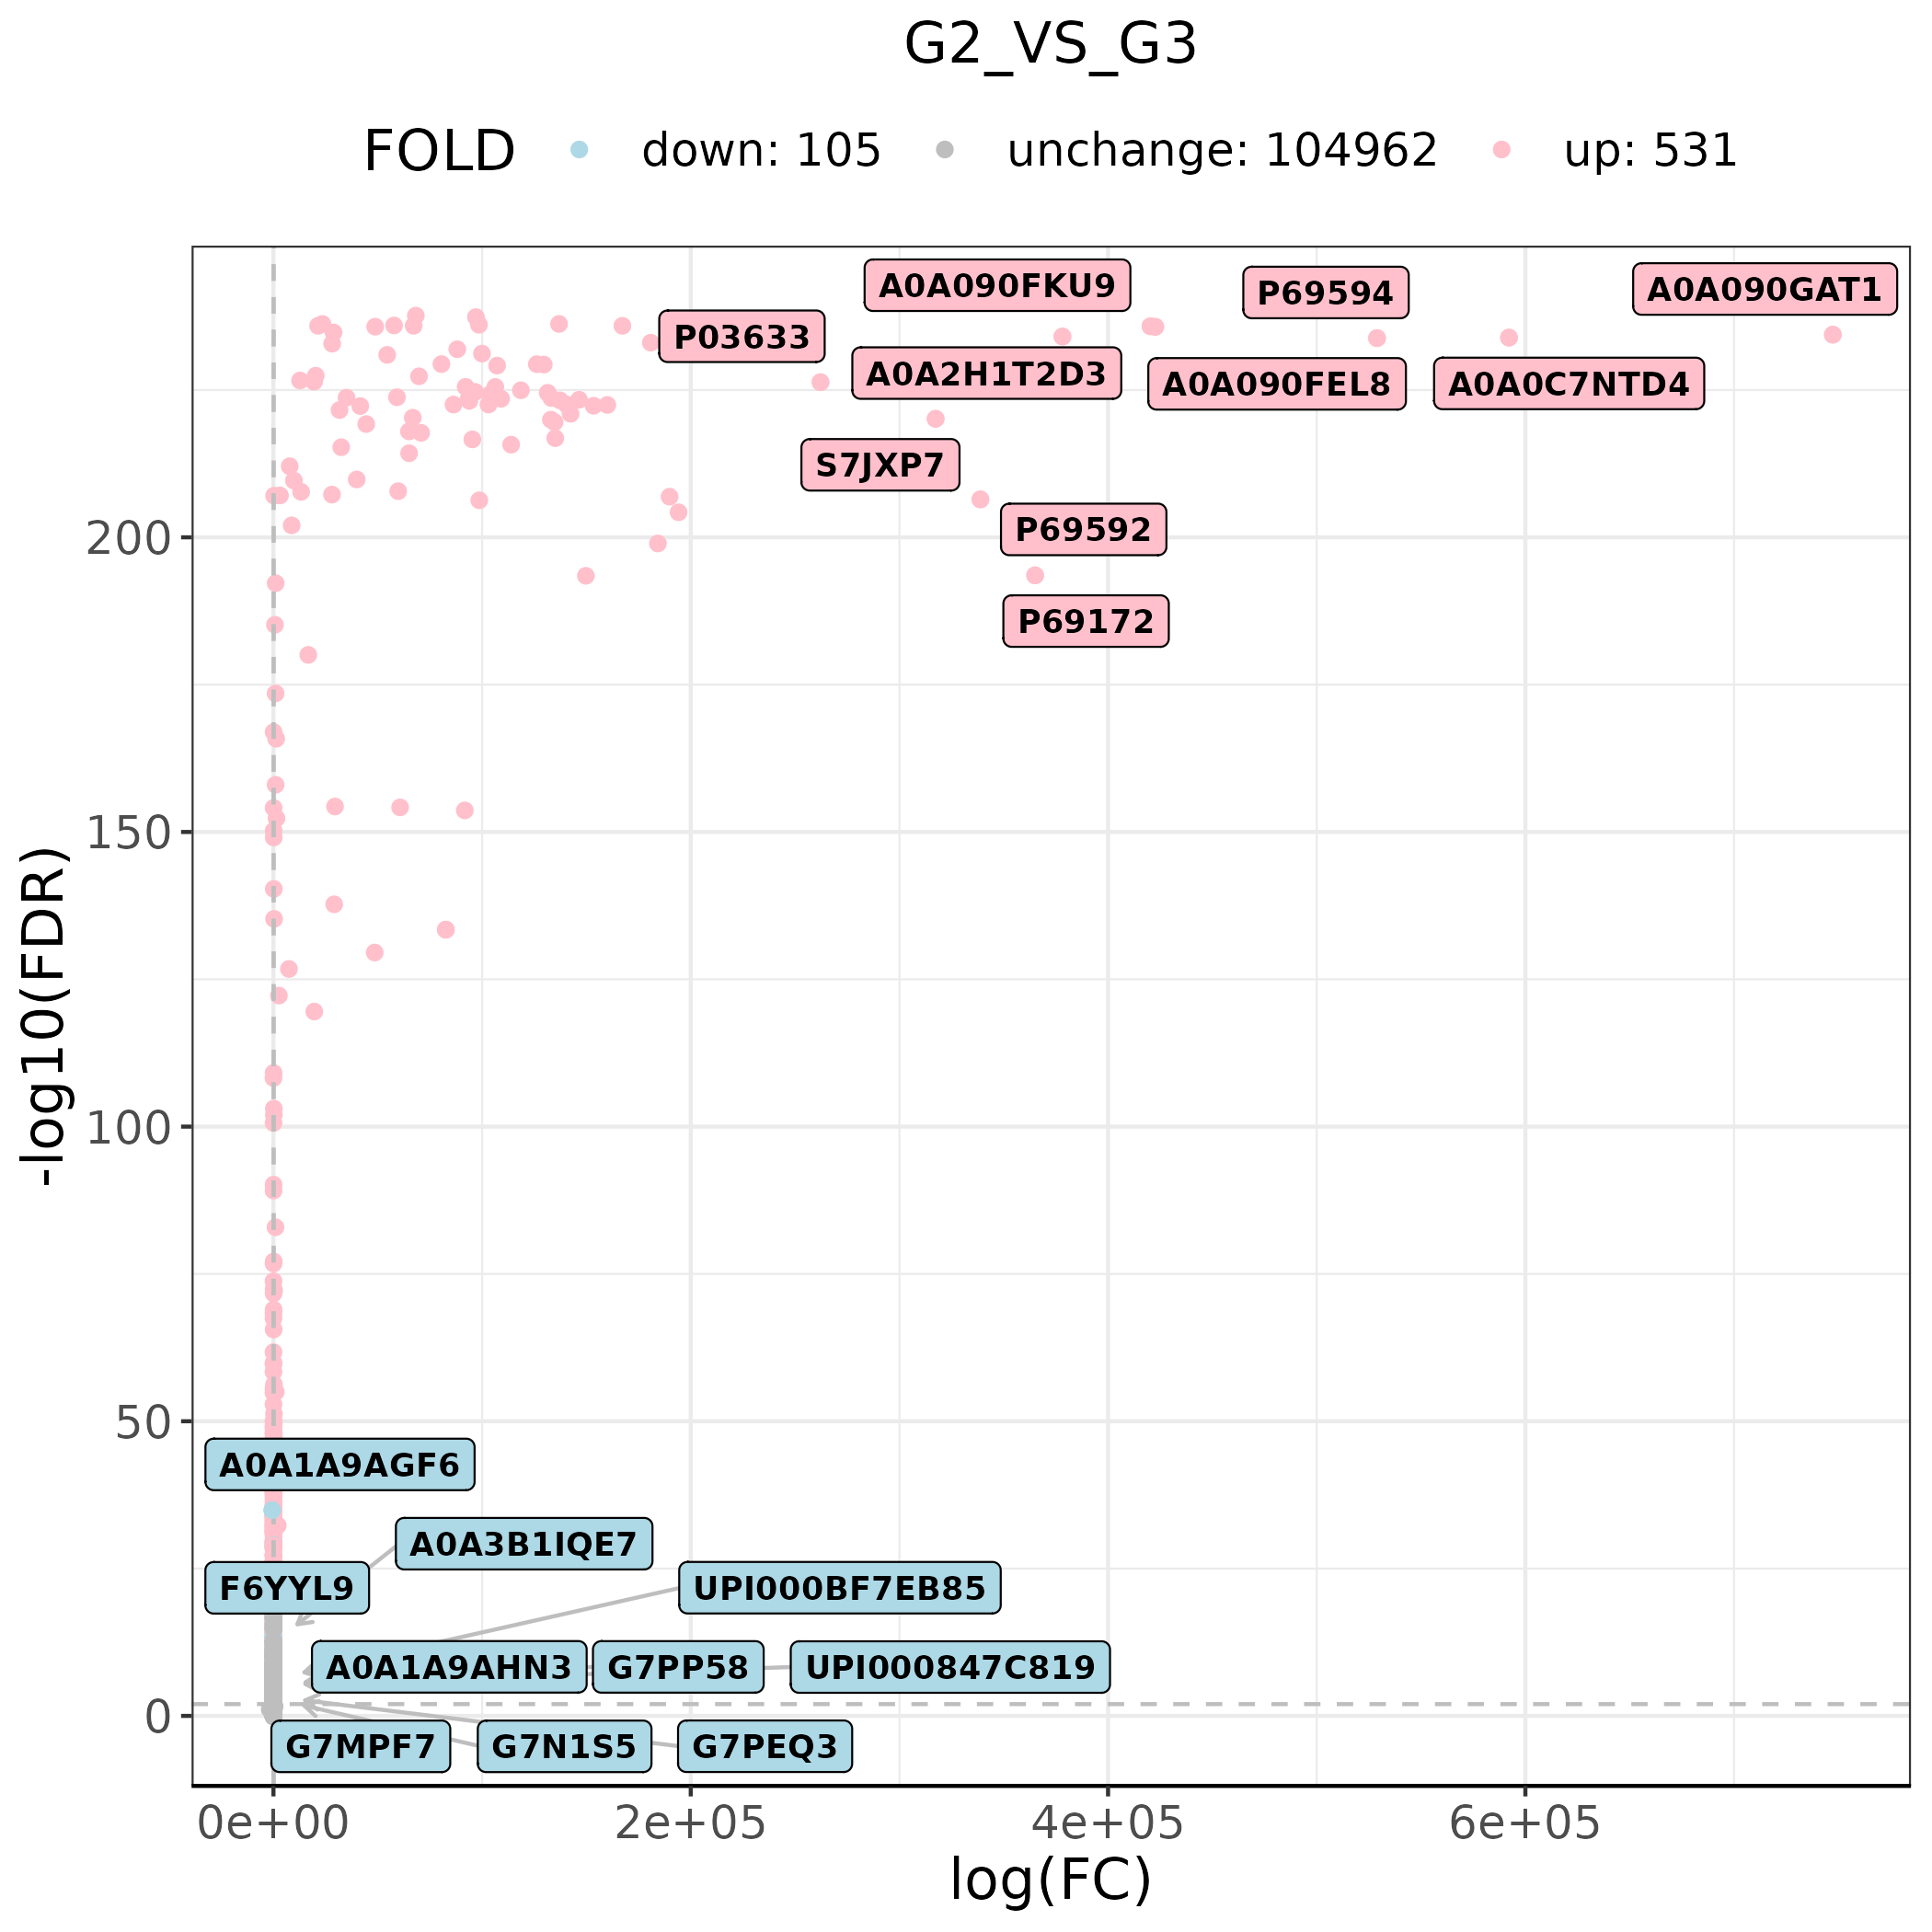 G2_VS_G3
FOLD down: 105 unchange: 104962 up: 531
A0A090FKU9
P69594
A0A090GAT1
P03633
A0A2H1T2D3
A0A090FEL8
A0A0C7NTD4
S7JXP7
P69592
P69172
A0A1A9AGF6
A0A3B1IQE7
F6YYL9
UPI000BF7EB85
A0A1A9AHN3
G7PP58
UPI000847C819
G7MPF7
G7N1S5
G7PEQ3
-log10(FDR)
200
150
100
50
0
0e+00 2e+05 4e+05 6e+05
log(FC)